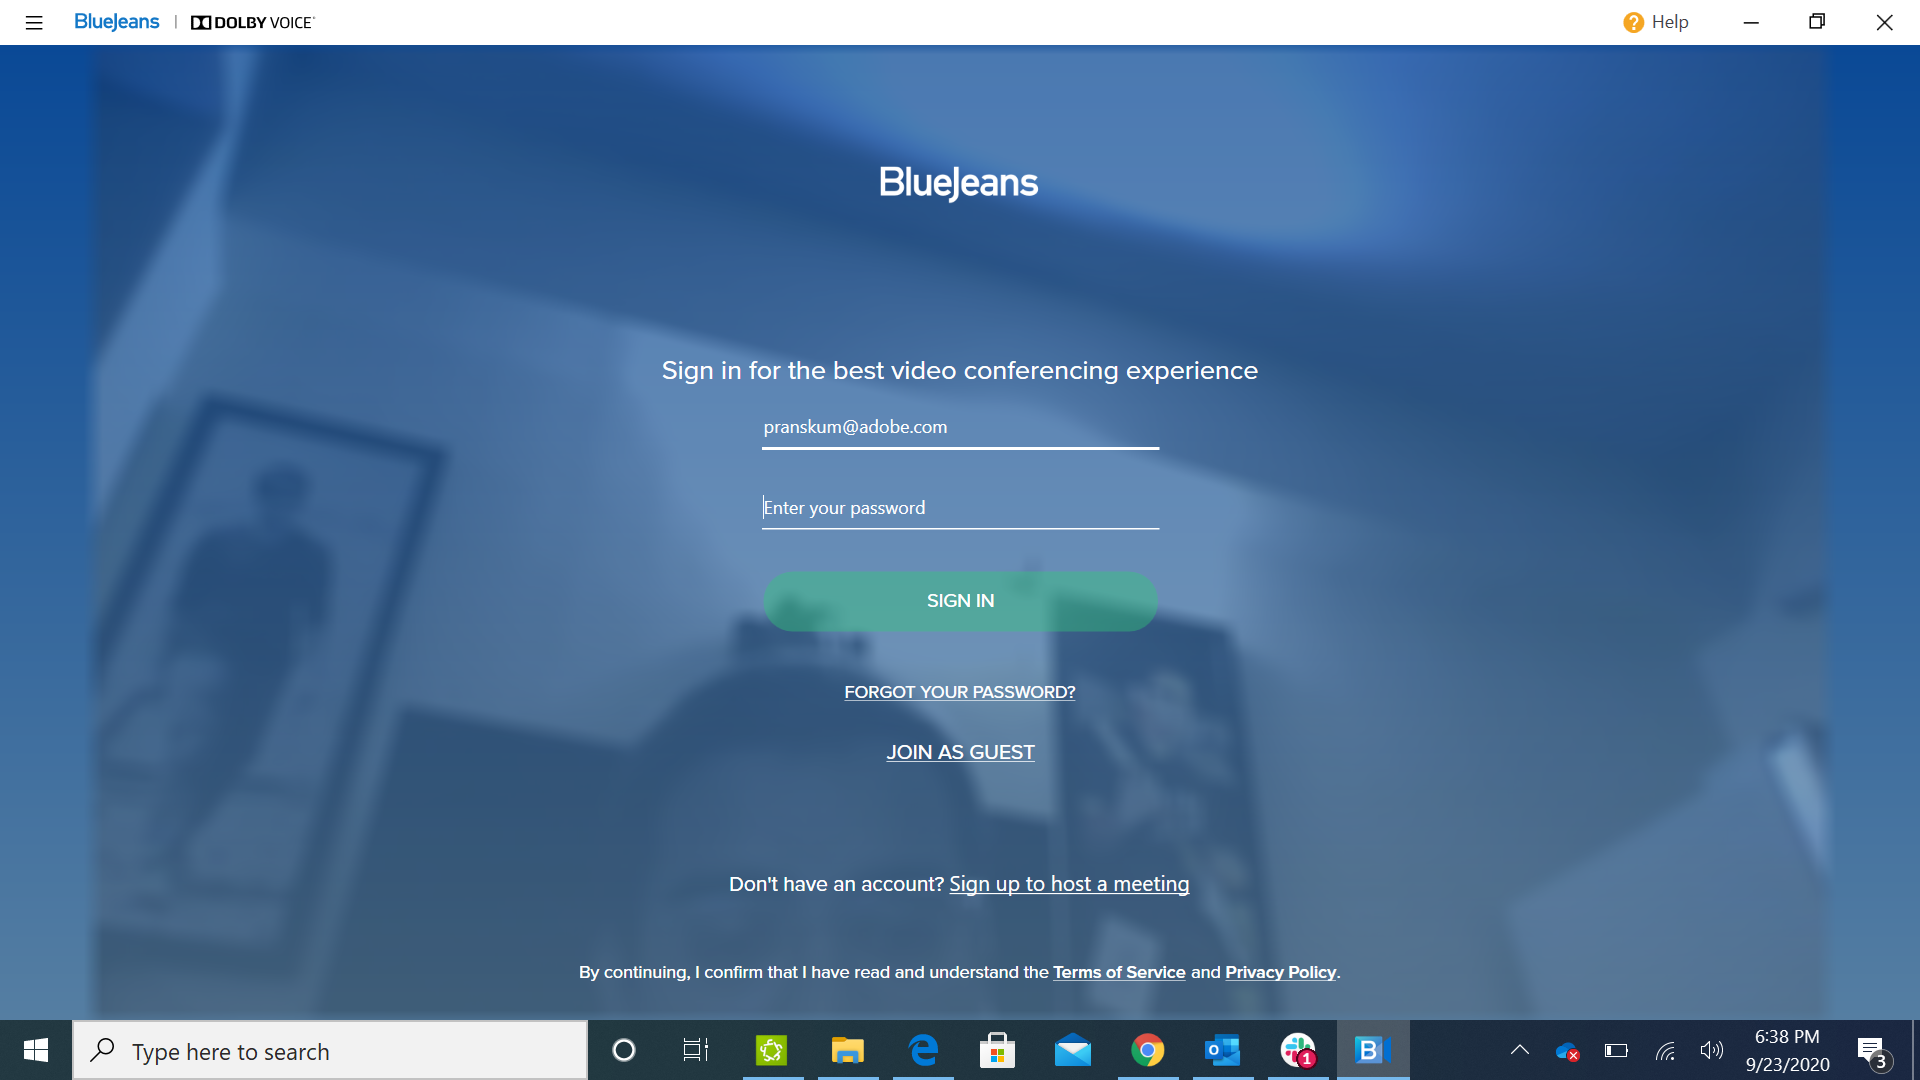 BlueJeans | DOLBY VOICE
Help
BlueJeans
Sign in for the best video conferencing experience
pranskum@adobe.com
Enter your password
SIGN IN
FORGOT YOUR PASSWORD?
JOIN AS GUEST
Don't have an account? Sign up to host a meeting
By continuing, I confirm that I have read and understand the Terms of Service and Privacy Policy.
Type here to search
1
6:38 PM
9/23/2020
3